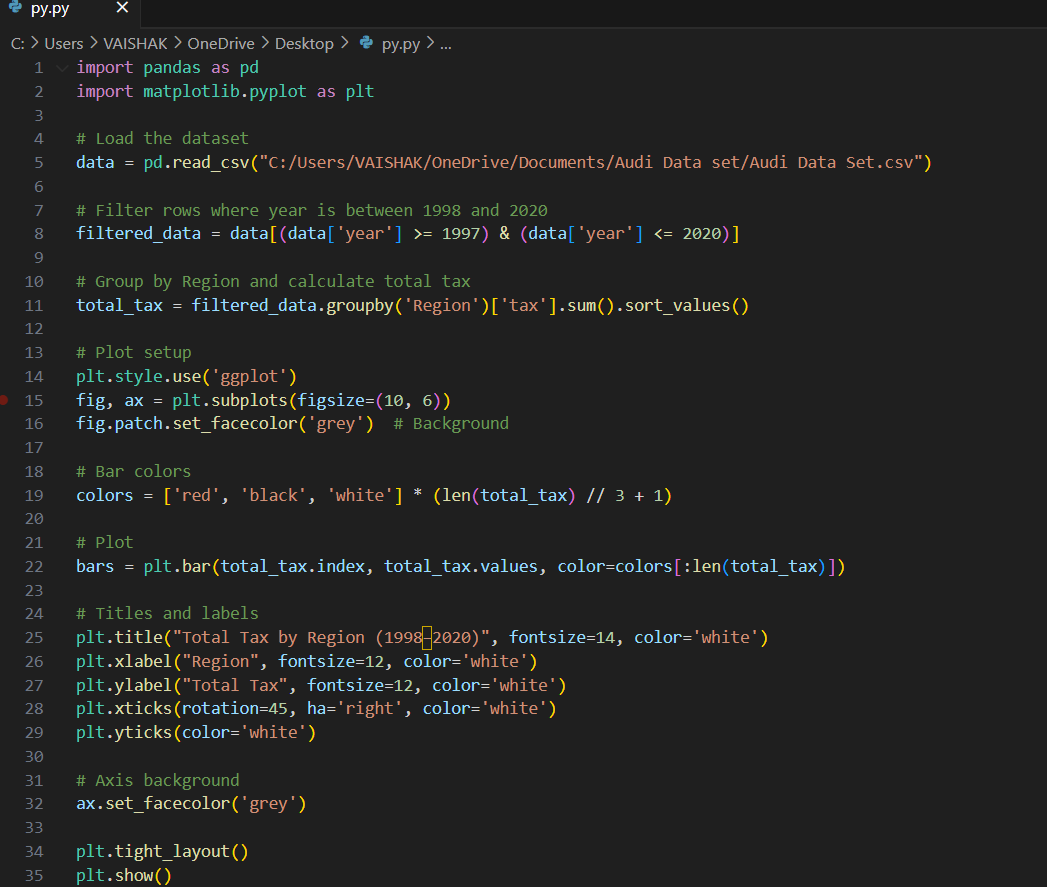 py.py ×
C: > Users > VAISHAK > OneDrive > Desktop > py.py > ...
1 import pandas as pd
2 import matplotlib.pyplot as plt
3
4 # Load the dataset
5 data = pd.read_csv("C:/Users/VAISHAK/OneDrive/Documents/Audi Data set/Audi Data Set.csv")
6
7 # Filter rows where year is between 1998 and 2020
8 filtered_data = data[(data['year'] >= 1997) & (data['year'] <= 2020)]
9
10 # Group by Region and calculate total tax
11 total_tax = filtered_data.groupby('Region')['tax'].sum().sort_values()
12
13 # Plot setup
14 plt.style.use('ggplot')
15 fig, ax = plt.subplots(figsize=(10, 6))
16 fig.patch.set_facecolor('grey')  # Background
17
18 # Bar colors
19 colors = ['red', 'black', 'white'] * (len(total_tax) // 3 + 1)
20
21 # Plot
22 bars = plt.bar(total_tax.index, total_tax.values, color=colors[:len(total_tax)])
23
24 # Titles and labels
25 plt.title("Total Tax by Region (1998–2020)", fontsize=14, color='white')
26 plt.xlabel("Region", fontsize=12, color='white')
27 plt.ylabel("Total Tax", fontsize=12, color='white')
28 plt.xticks(rotation=45, ha='right', color='white')
29 plt.yticks(color='white')
30
31 # Axis background
32 ax.set_facecolor('grey')
33
34 plt.tight_layout()
35 plt.show()